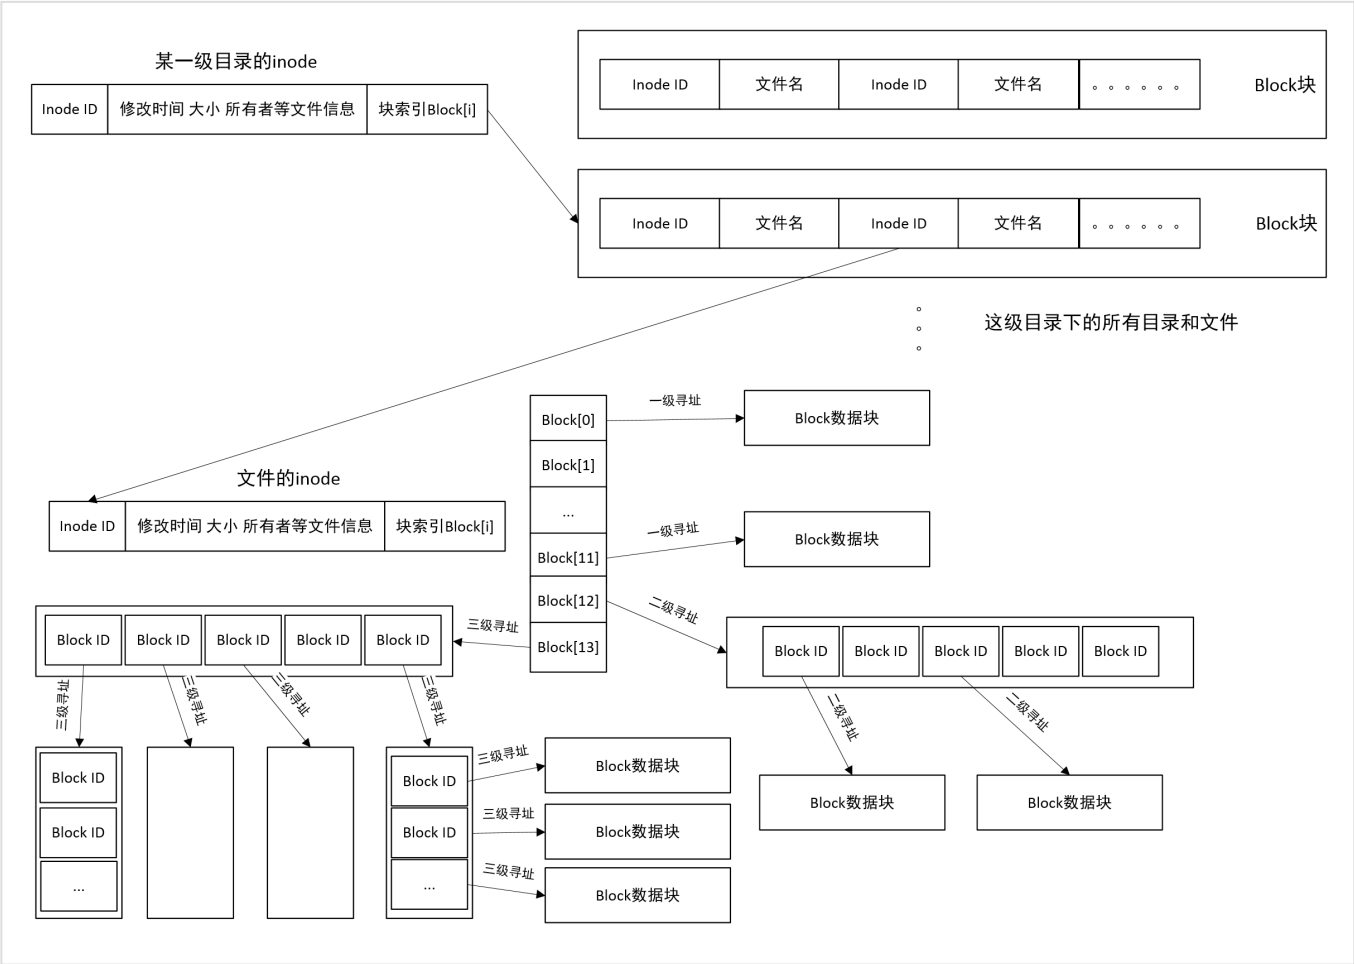 某一级目录的inode
Inode ID
修改时间 大小 所有者等文件信息
块索引Block[i]
Inode ID
文件名
Inode ID
文件名
。。。。。。
Block块
Inode ID
文件名
Inode ID
文件名
。。。。。。
Block块
。
。
。
这级目录下的所有目录和文件
文件的inode
Inode ID
修改时间 大小 所有者等文件信息
块索引Block[i]
Block[0]
Block[1]
...
Block[11]
Block[12]
Block[13]
一级寻址
Block数据块
一级寻址
Block数据块
二级寻址
Block ID
Block ID
Block ID
Block ID
Block ID
二级寻址
二级寻址
Block数据块
Block数据块
三级寻址
Block ID
Block ID
Block ID
Block ID
Block ID
三级寻址
三级寻址
三级寻址
三级寻址
Block ID
Block ID
...
Block ID
Block ID
...
三级寻址
Block数据块
三级寻址
Block数据块
三级寻址
Block数据块